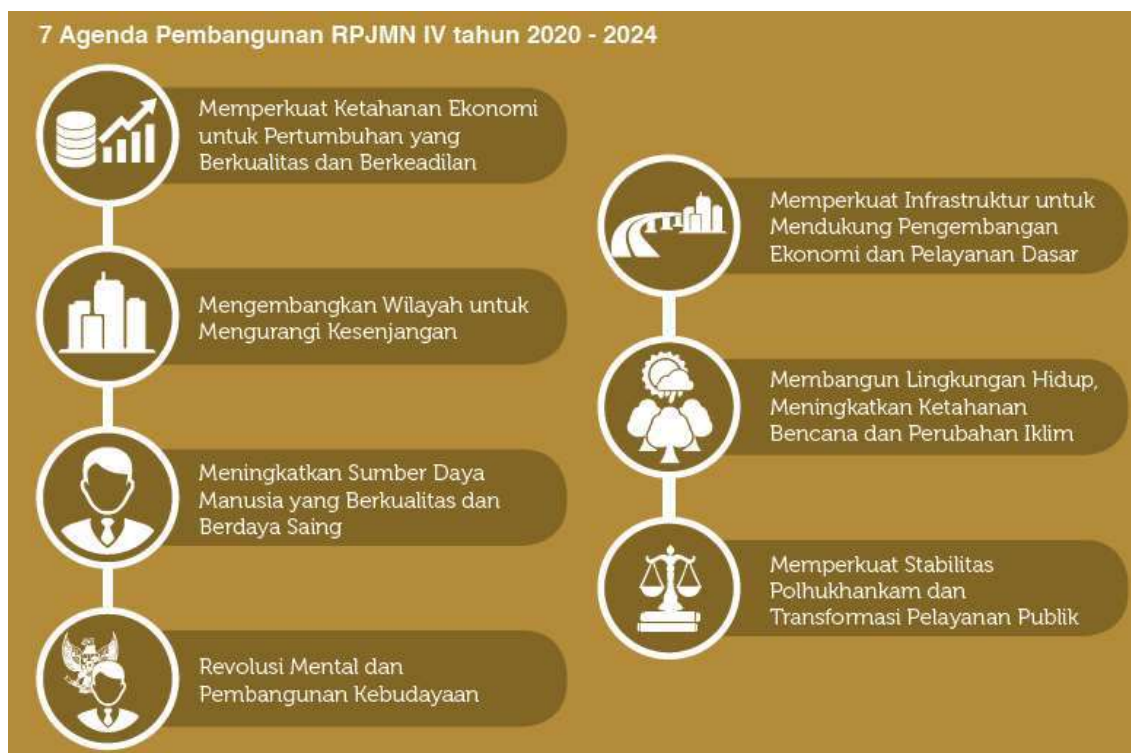 7 Agenda Pembangunan RPJMN IV tahun 2020 - 2024
Memperkuat Ketahanan Ekonomi
untuk Pertumbuhan yang
Berkualitas dan Berkeadilan
Mengembangkan Wilayah untuk
Mengurangi Kesenjangan
Meningkatkan Sumber Daya
Manusia yang Berkualitas dan
Berdaya Saing
Revolusi Mental dan
Pembangunan Kebudayaan
Memperkuat Infrastruktur untuk
Mendukung Pengembangan
Ekonomi dan Pelayanan Dasar
Membangun Lingkungan Hidup,
Meningkatkan Ketahanan
Bencana dan Perubahan Iklim
Memperkuat Stabilitas
Polhukhankam dan
Transformasi Pelayanan Publik